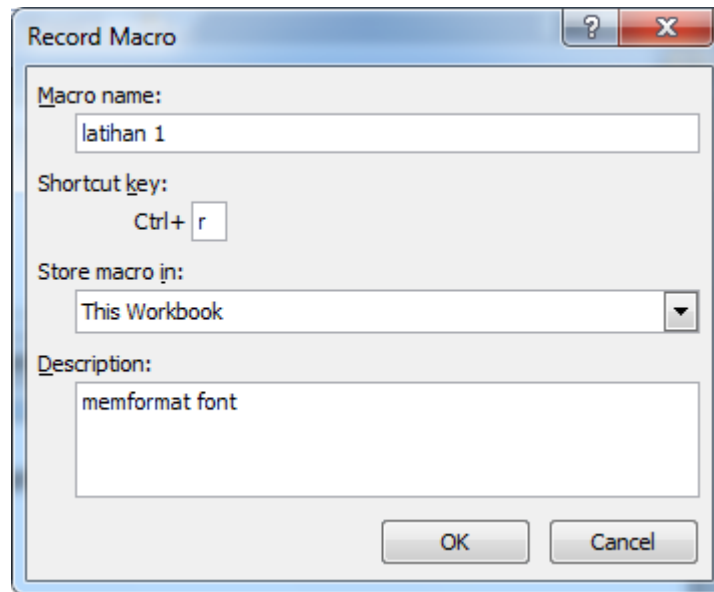 Record Macro
Macro name:
latihan 1
Shortcut key:
Ctrl+ r
Store macro in:
This Workbook
Description:
memformat font
OK Cancel